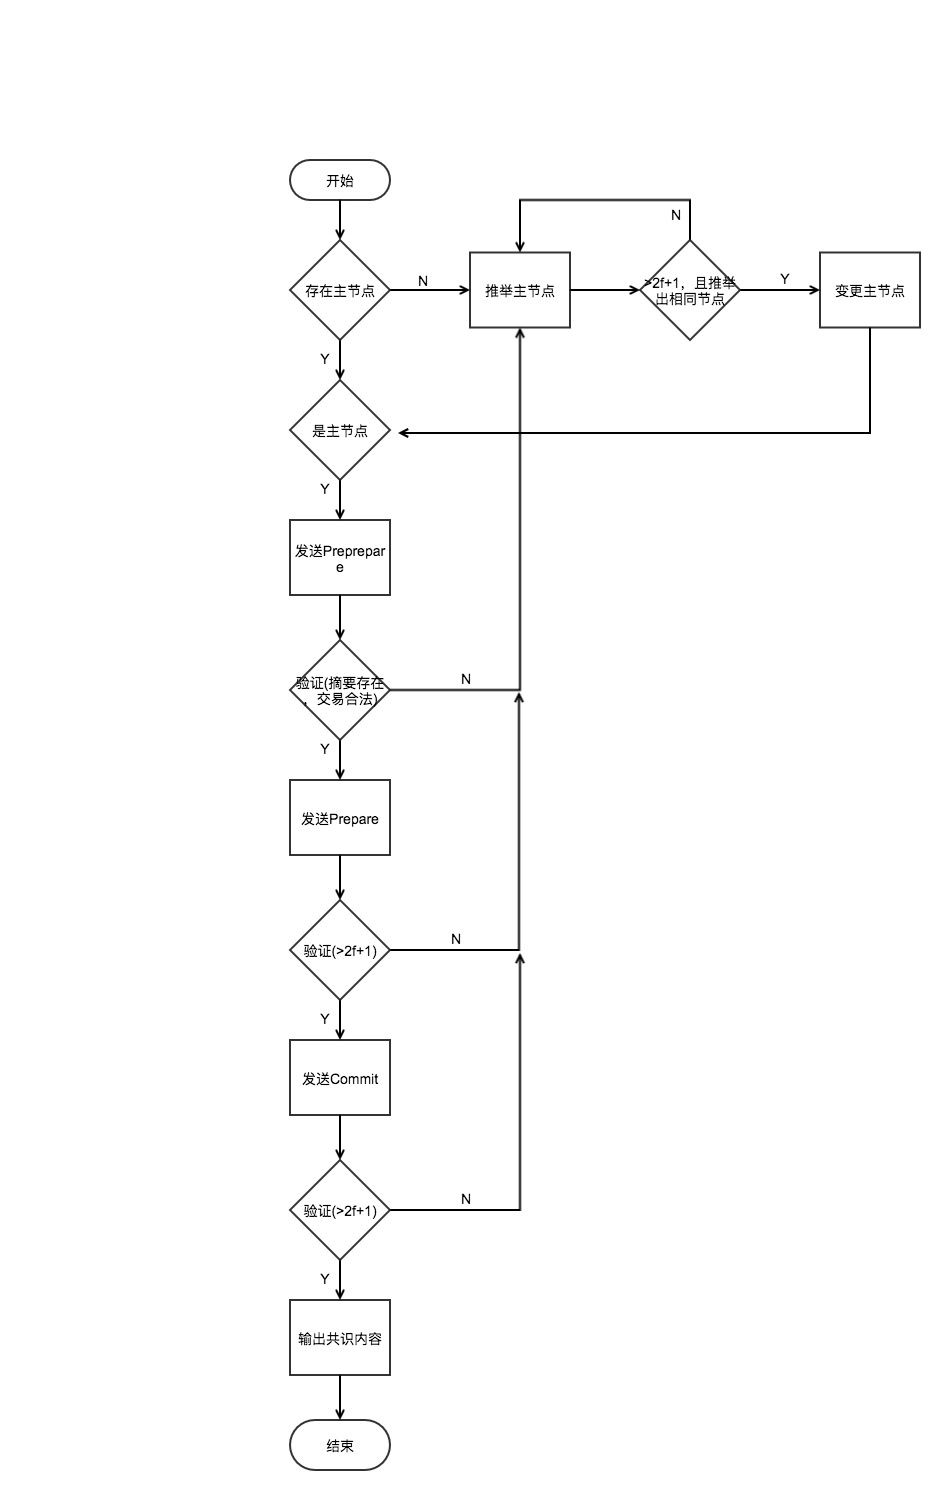 开始
N
存在主节点
N
推举主节点
>2f+1，且推举
出相同节点
Y
变更主节点
Y
是主节点
Y
发送Preprepar
e
验证(摘要存在
，交易合法)
N
Y
发送Prepare
验证(>2f+1)
N
Y
发送Commit
验证(>2f+1)
N
Y
输出共识内容
结束